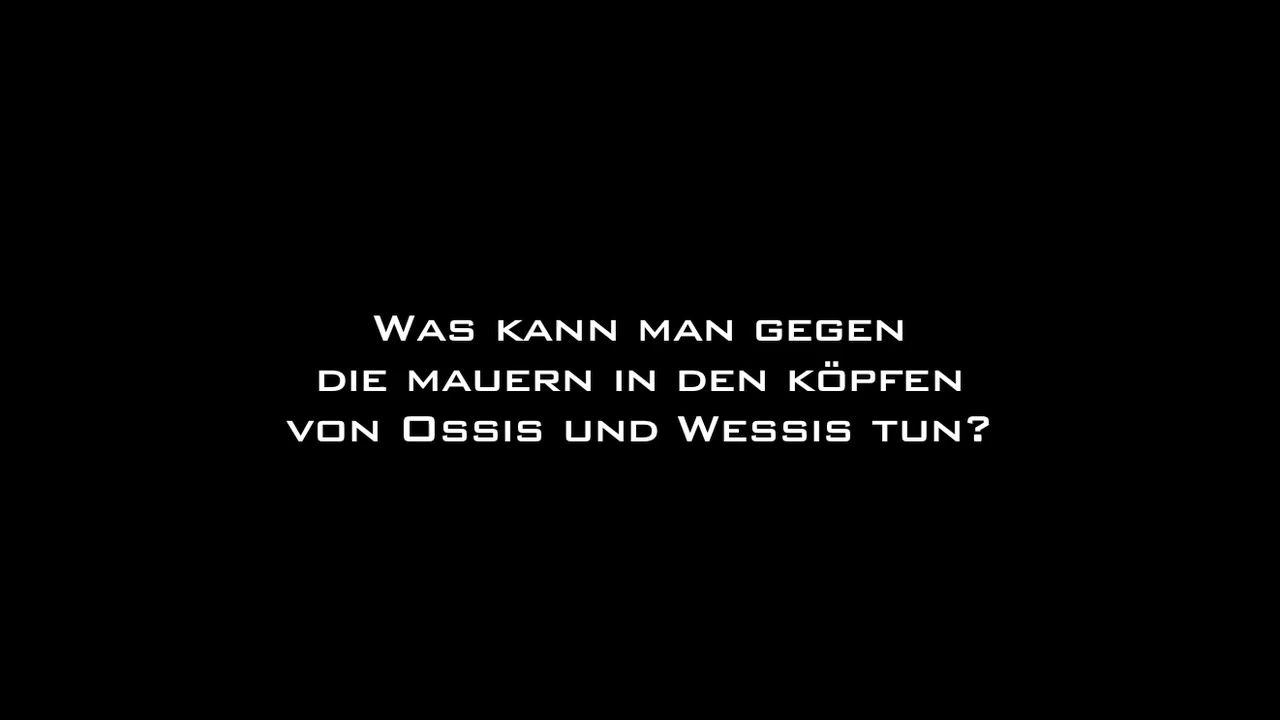 Was kann man gegen
die mauern in den köpfen
von Ossis und Wessis tun?